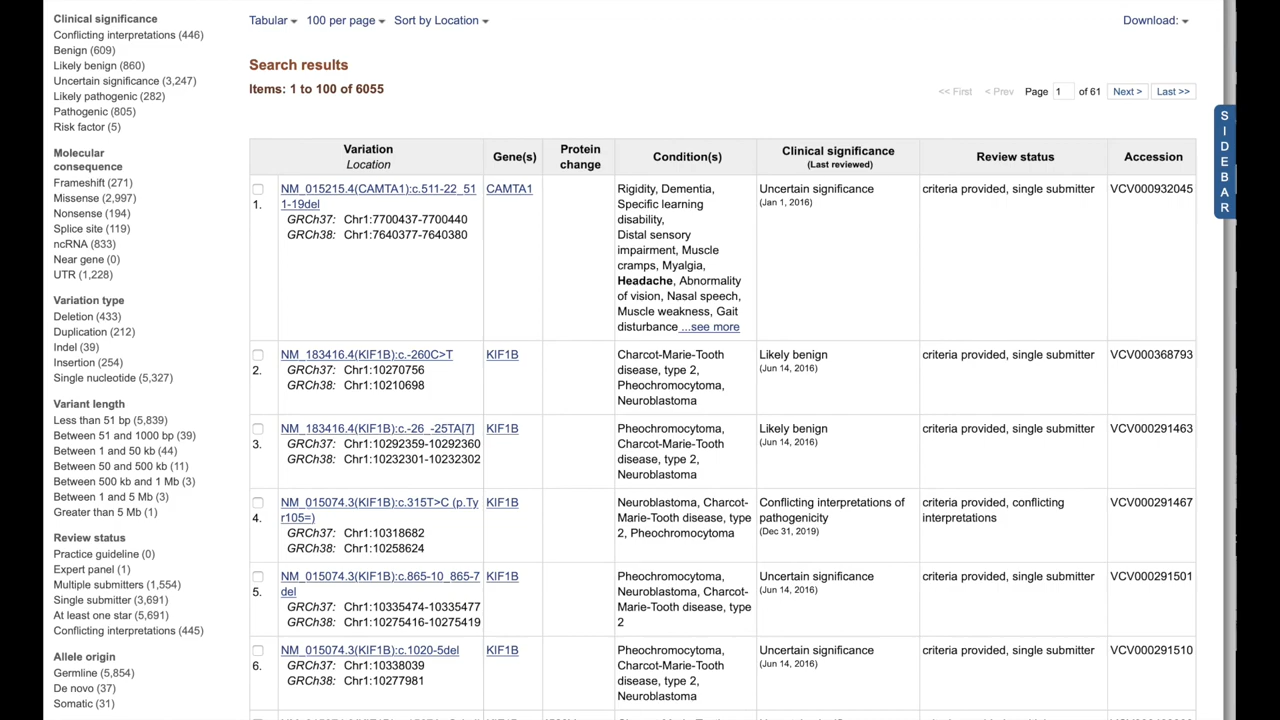 Clinical significance
Conflicting interpretations (446)
Benign (609)
Likely benign (860)
Uncertain significance (3,247)
Likely pathogenic (282)
Pathogenic (805)
Risk factor (5)
Molecular
consequence
Frameshift (271)
Missense (2,997)
Nonsense (194)
Splice site (119)
ncRNA (833)
Near gene (0)
UTR (1,228)
Variation type
Deletion (433)
Duplication (212)
Indel (39)
Insertion (254)
Single nucleotide (5,327)
Variant length
Less than 51 bp (5,839)
Between 51 and 1000 bp (39)
Between 1 and 50 kb (44)
Between 50 and 500 kb (11)
Between 500 kb and 1 Mb (3)
Between 1 and 5 Mb (3)
Greater than 5 Mb (1)
Review status
Practice guideline (0)
Expert panel (1)
Multiple submitters (1,554)
Single submitter (3,691)
At least one star (5,691)
Conflicting interpretations (445)
Allele origin
Germline (5,854)
De novo (37)
Somatic (31)
Tabular 100 per page Sort by Location Download:
Search results
Items: 1 to 100 of 6055
<< First < Prev Page 1 of 61 Next > Last >>
Variation
Location
Gene(s)
Protein
change
Condition(s)
Clinical significance
(Last reviewed)
Review status
Accession
1.
NM_015215.4(CAMTA1):c.511-22_51
1-19del
GRCh37: Chr1:7700437-7700440
GRCh38: Chr1:7640377-7640380
CAMTA1
Rigidity, Dementia,
Specific learning
disability,
Distal sensory
impairment, Muscle
cramps, Myalgia,
Headache, Abnormality
of vision, Nasal speech,
Muscle weakness, Gait
disturbance ...see more
Uncertain significance
(Jan 1, 2016)
criteria provided, single submitter
VCV000932045
2.
NM_183416.4(KIF1B):c.-260C>T
GRCh37: Chr1:10270756
GRCh38: Chr1:10210698
KIF1B
Charcot-Marie-Tooth
disease, type 2,
Pheochromocytoma,
Neuroblastoma
Likely benign
(Jun 14, 2016)
criteria provided, single submitter
VCV000368793
3.
NM_183416.4(KIF1B):c.-26_-25TA[7]
GRCh37: Chr1:10292359-10292360
GRCh38: Chr1:10232301-10232302
KIF1B
Pheochromocytoma,
Charcot-Marie-Tooth
disease, type 2,
Neuroblastoma
Likely benign
(Jun 14, 2016)
criteria provided, single submitter
VCV000291463
4.
NM_015074.3(KIF1B):c.315T>C (p.Ty
r105=)
GRCh37: Chr1:10318682
GRCh38: Chr1:10258624
KIF1B
Neuroblastoma, Charcot-
Marie-Tooth disease, type
2, Pheochromocytoma
Conflicting interpretations of
pathogenicity
(Dec 31, 2019)
criteria provided, conflicting
interpretations
VCV000291467
5.
NM_015074.3(KIF1B):c.865-10_865-7
del
GRCh37: Chr1:10335474-10335477
GRCh38: Chr1:10275416-10275419
KIF1B
Pheochromocytoma,
Neuroblastoma, Charcot-
Marie-Tooth disease, type
2
Uncertain significance
(Jun 14, 2016)
criteria provided, single submitter
VCV000291501
6.
NM_015074.3(KIF1B):c.1020-5del
GRCh37: Chr1:10338039
GRCh38: Chr1:10277981
KIF1B
Pheochromocytoma,
Charcot-Marie-Tooth
disease, type 2,
Neuroblastoma
Uncertain significance
(Jun 14, 2016)
criteria provided, single submitter
VCV000291510
SIDEBAR